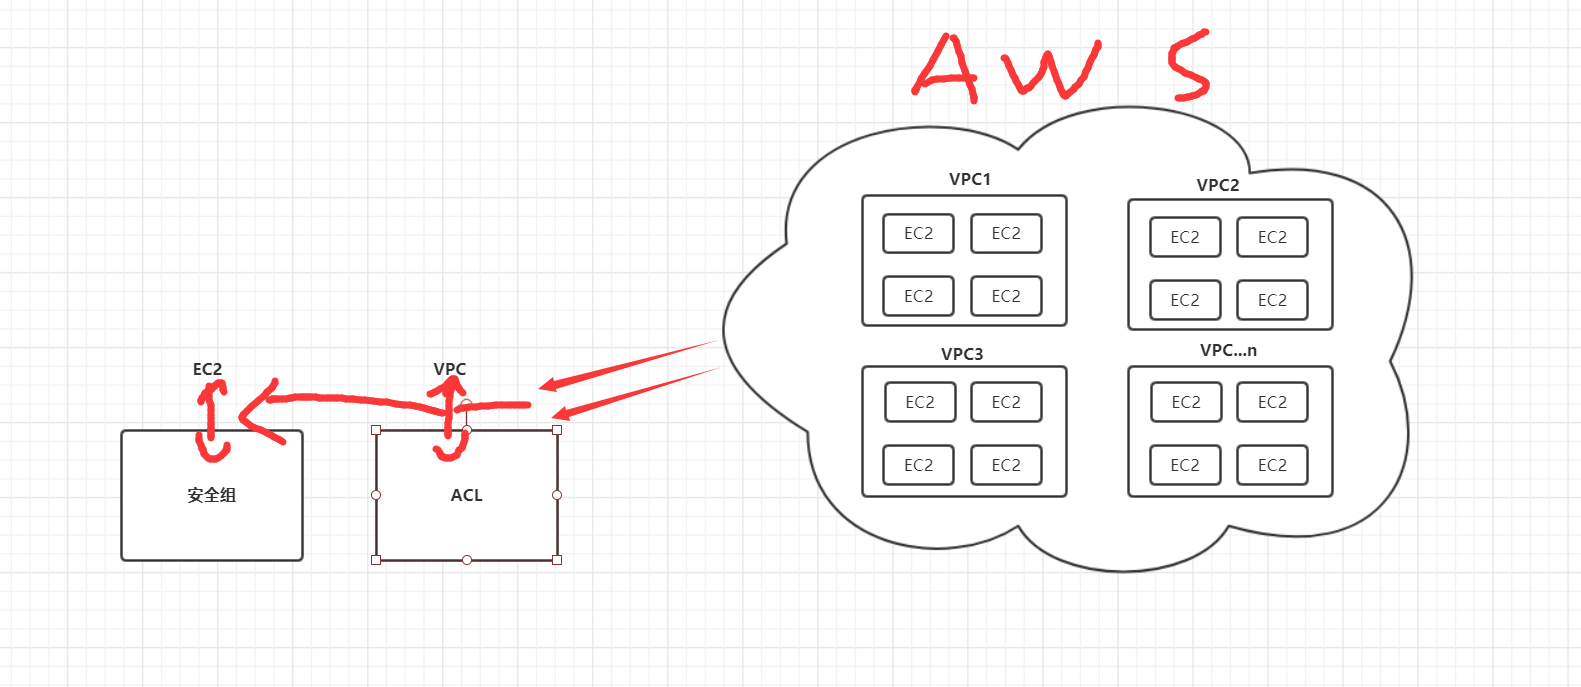 AWS
VPC1
VPC2
EC2 EC2
EC2 EC2
EC2 EC2
EC2 EC2
VPC3
VPC...n
EC2 EC2
EC2 EC2
EC2 EC2
EC2 EC2
EC2
VPC
安全组
ACL